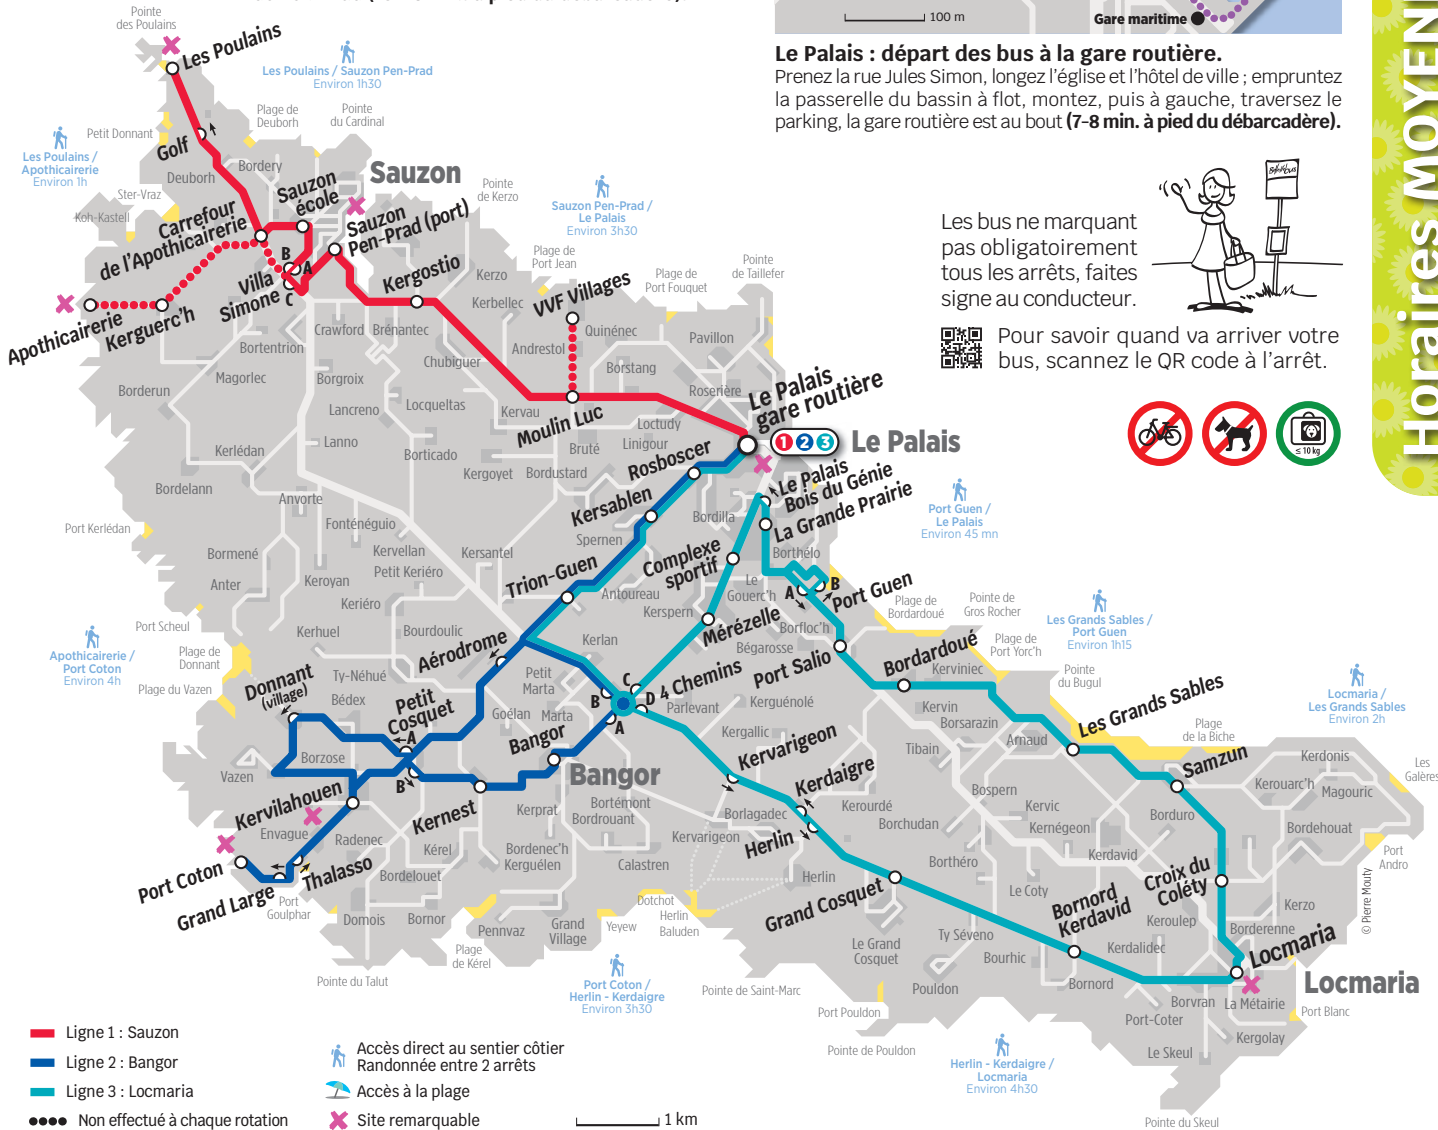 Pointe
des Poulains
Les Poulains
Les Poulains / Sauzon Pen-Prad
Environ 1h30
100 m
Gare maritime
Le Palais : départ des bus à la gare routière.
Prenez la rue Jules Simon, longez l'église et l'hôtel de ville ; empruntez
la passerelle du bassin à flot, montez, puis à gauche, traversez le
parking, la gare routière est au bout (7-8 min. à pied du débarcadère).
Horaires MOYEN
Les bus ne marquant
pas obligatoirement
tous les arrêts, faites
signe au conducteur.
Pour savoir quand va arriver votre
bus, scannez le QR code à l'arrêt.
≤ 10 kg
Petit Donnant
Plage de
Deuborh
Pointe
du Cardinal
Golf
Les Poulains /
Apothicairerie
Environ 1h
Deuborh
Bordery
Ster-Vraz
Koh-Kastell
Sauzon
Sauzon
école
Sauzon
Pen-Prad (port)
Pointe
de Kerzo
Sauzon Pen-Prad /
Le Palais
Environ 3h30
Carrefour
de l'Apothicairerie
B
A
C
Villa
Simone
Kergostio
Kerzo
Kerbellec
Plage de
Port Jean
VVF Villages
Plage de
Port Fouquet
Pointe
de Taillefer
Apothicairerie
Kerguerc'h
Crawford
Brénantec
Bortentrion
Chubiguer
Andrestol
Quinénec
Pavillon
Borstang
Roserière
Borderun
Magorlec
Borgroix
Lancreno
Locqueltas
Kervau
Moulin Luc
Loctudy
Linigour
Bruté
Le Palais
gare routière
1 2 3
Le Palais
Kerlédan
Lanno
Borticado
Kergoyet
Bordustard
Rosboscer
Bordelann
Anvorte
Fonténéguio
Kersablen
Spernen
Bordilla
Le Palais
Bois du Génie
La Grande Prairie
Port Guen /
Le Palais
Environ 45 mn
Port Kerlédan
Bormené
Kervellan
Kersantel
Petit Keriéro
Anter
Keroyan
Keriéro
Trion-Guen
Antoureau
Complexe
sportif
Borthélo
Le
Gouerc'h
A
B
Port Guen
Kerspern
Mérézelle
Borfloc'h
Bégarosse
Port Salio
Plage de
Bordardoué
Pointe de
Gros Rocher
Les Grands Sables /
Port Guen
Environ 1h15
Plage de
Port Yorc'h
Pointe
du Bugul
Locmaria /
Les Grands Sables
Environ 2h
Port Scheul
Apothicairerie /
Port Coton
Environ 4h
Plage de
Donnant
Plage du Vazen
Kerhuel
Bourdoulic
Aérodrome
Kerlan
Ty-Néhué
Petit
Marta
Donnant
(village)
Bédex
Petit
Cosquet
A
B
Goélan
Marta
Bangor
B
C
D
A
4 Chemins
Parlevant
Kerguénolé
Kergallic
Bordardoué
Kerviniec
Kervin
Borsarazin
Tibain
Arnaud
Les Grands Sables
Plage
de la Biche
Samzun
Kerdonis
Les
Galères
Kerouarc'h
Magouric
Bordehouat
Port
Andro
Borzose
Vazen
Kervilahouen
Envague
Radenec
Kernest
Bangor
Kerprat
Bortémont
Bordrouant
Kervarigeon
Kerdaigre
Borlagadec
Kervarigeon
Herlin
Kerourdé
Borchudan
Bospern
Kervic
Kernégeon
Kerdavid
Borduro
Port Coton
Grand Large
Thalasso
Port
Goulphar
Kérel
Bordelouet
Bordenec'h
Kerguélen
Calastren
Herlin
Grand Cosquet
Borthéro
Le Coty
Croix du
Coléty
Bornord
Kerdavid
Keroulep
Kerzo
Borderenne
© Pierre Mouty
Domois
Bornor
Pennvaz
Plage
de Kérel
Grand
Village
Yeyew
Dotchot
Herlin
Baluden
Pointe du Talut
Port Coton /
Herlin - Kerdaigre
Environ 3h30
Pointe de Saint-Marc
Le Grand
Cosquet
Ty Séveno
Bourhic
Pouldon
Kerdalidec
Bornord
Locmaria
Locmaria
La Métairie
Borvran
Port-Coter
Port Blanc
Kergolay
Le Skeul
Port Pouldon
Pointe de Pouldon
Herlin - Kerdaigre /
Locmaria
Environ 4h30
Pointe du Skeul
Ligne 1 : Sauzon
Ligne 2 : Bangor
Ligne 3 : Locmaria
Non effectué à chaque rotation
Accès direct au sentier côtier
Randonnée entre 2 arrêts
Accès à la plage
Site remarquable
1 km